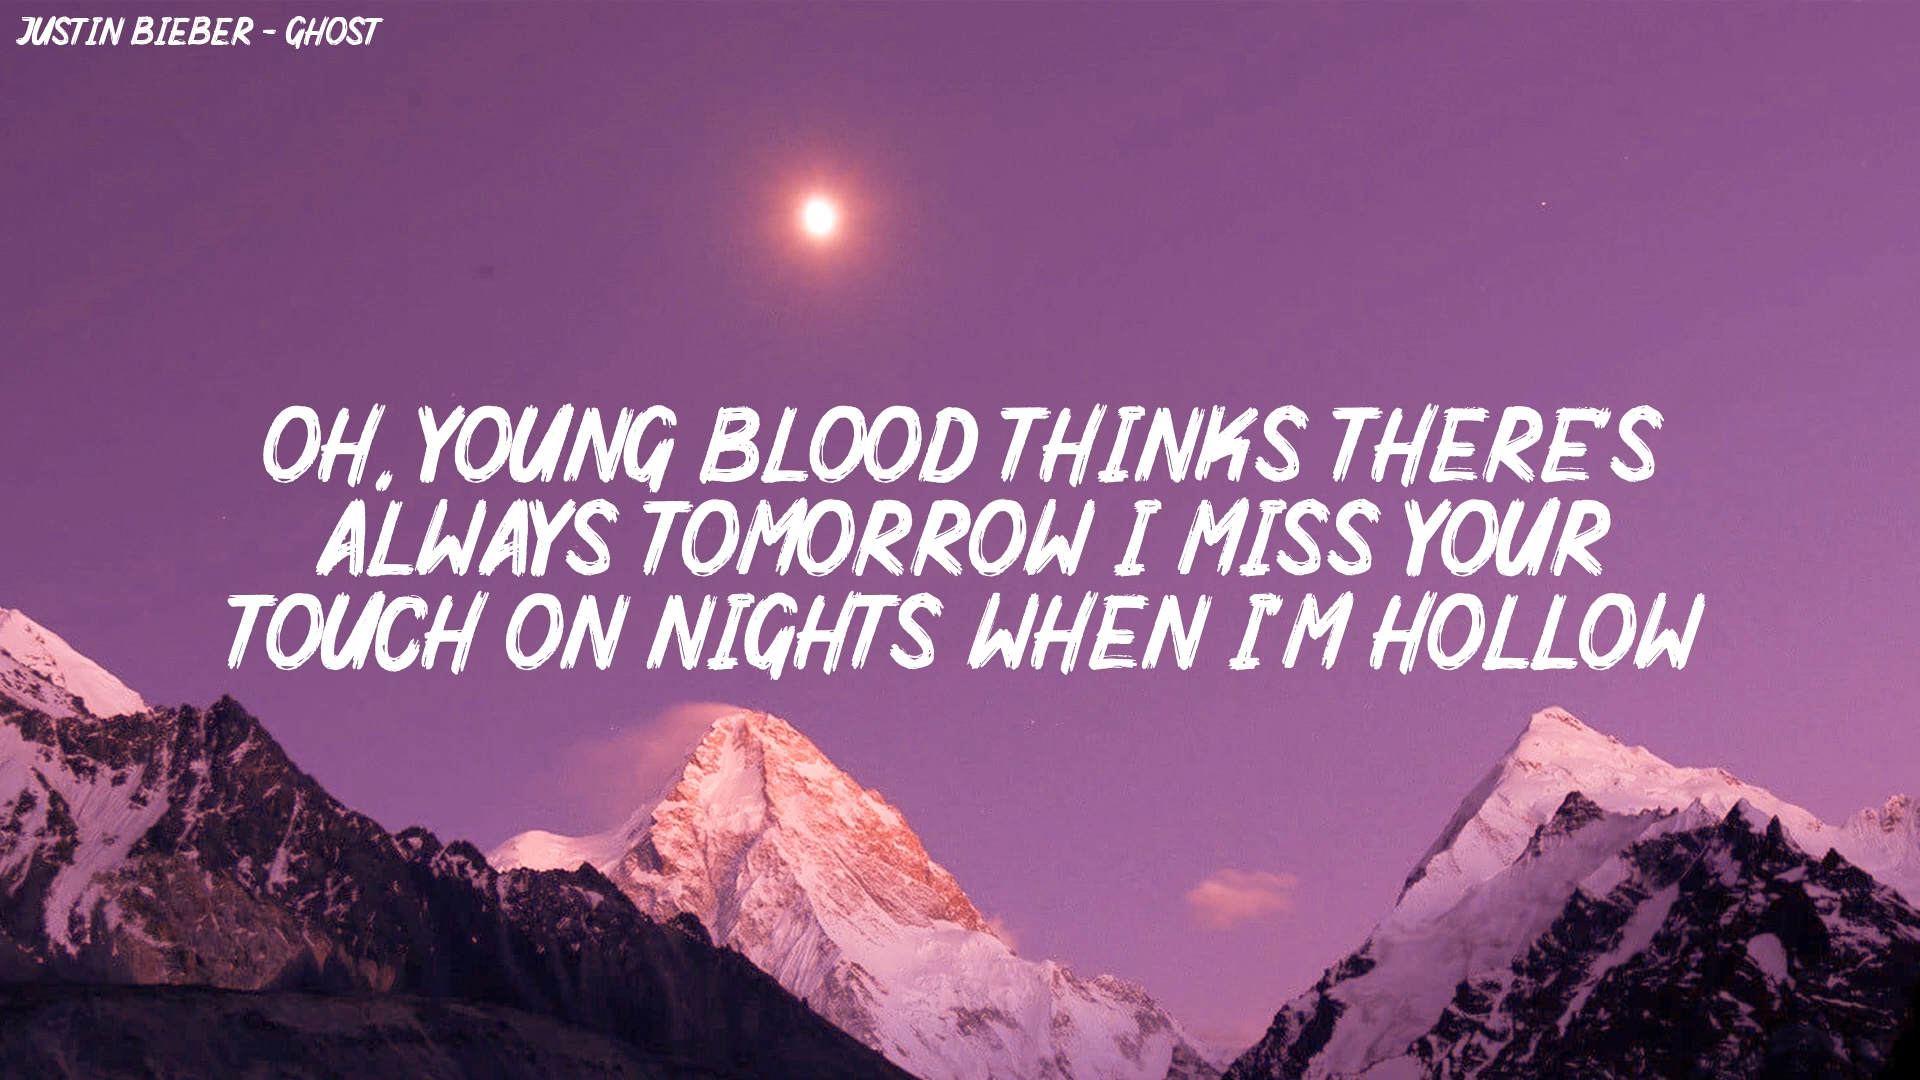 JUSTIN BIEBER - GHOST
OH, YOUNG BLOOD THINKS THERE'S
ALWAYS TOMORROW I MISS YOUR
TOUCH ON NIGHTS WHEN I'M HOLLOW